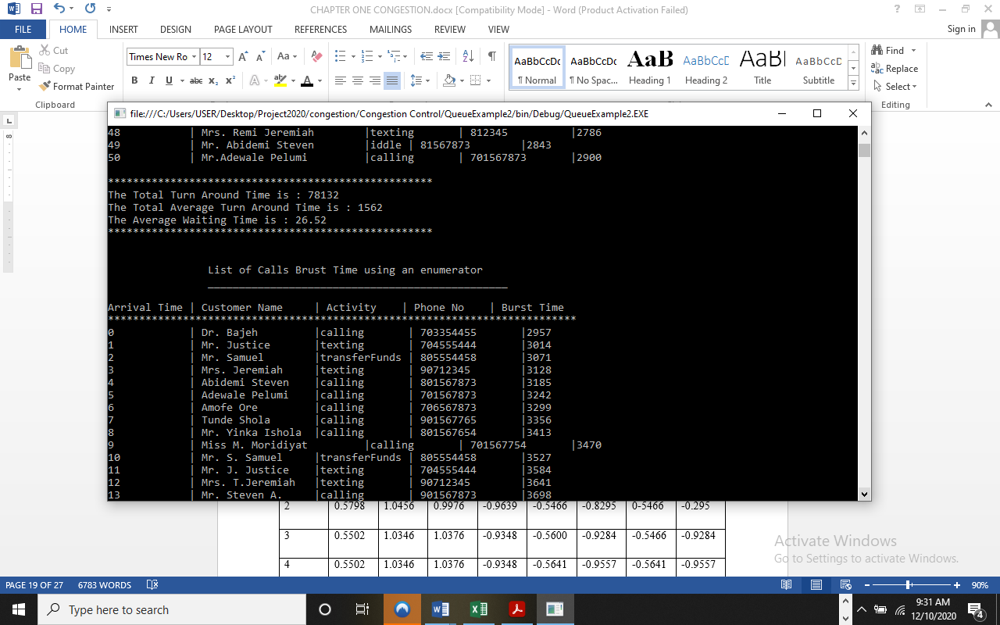 CHAPTER ONE CONGESTION.docx [Compatibility Mode] - Word (Product Activation Failed)
FILE HOME INSERT DESIGN PAGE LAYOUT REFERENCES MAILINGS REVIEW VIEW Sign in
Cut
Copy
Format Painter
Paste
Clipboard
Times New Ro 12
AaBbCcDc AaBbCcDc AaB AaBbCcD AaBl AaBbCcD
¶ Normal ¶ No Spac... Heading 1 Heading 2 Title Subtitle
Find
Replace
Select
Editing
file:///C:/Users/USER/Desktop/Project2020/congestion/Congestion Control/QueueExample2/bin/Debug/QueueExample2.EXE
48 | Mrs. Remi Jeremiah |texting | 812345 |2786
49 | Mr. Abidemi Steven |iddle | 81567873 |2843
50 | Mr.Adewale Pelumi |calling | 701567873 |2900
****************************************************
The Total Turn Around Time is : 78132
The Total Average Turn Around Time is : 1562
The Average Waiting Time is : 26.52
****************************************************
List of Calls Brust Time using an enumerator
________________________________________________
Arrival Time | Customer Name | Activity | Phone No | Burst Time
***************************************************************************
0 | Dr. Bajeh |calling | 703354455 |2957
1 | Mr. Justice |texting | 704555444 |3014
2 | Mr. Samuel |transferFunds | 805554458 |3071
3 | Mrs. Jeremiah |texting | 90712345 |3128
4 | Abidemi Steven |calling | 801567873 |3185
5 | Adewale Pelumi |calling | 701567873 |3242
6 | Amofe Ore |calling | 706567873 |3299
7 | Tunde Shola |calling | 901567765 |3356
8 | Mr. Yinka Ishola |calling | 801567654 |3413
9 | Miss M. Moridiyat |calling | 701567754 |3470
10 | Mr. S. Samuel |transferFunds | 805554458 |3527
11 | Mr. J. Justice |texting | 704555444 |3584
12 | Mrs. T.Jeremiah |texting | 90712345 |3641
13 | Mr. Steven A. |calling | 901567873 |3698
2 0.5798 1.0456 0.9976 -0.9639 -0.5466 -0.8295 0-5466 -0.295
3 0.5502 1.0346 1.0376 -0.9348 -0.5600 -0.9284 -0.5466 -0.9284
4 0.5502 1.0346 1.0376 -0.9348 -0.5641 -0.9557 -0.5641 -0.9557
Activate Windows
Go to Settings to activate Windows.
PAGE 19 OF 27 6783 WORDS 90%
Type here to search
9:31 AM
12/10/2020
4